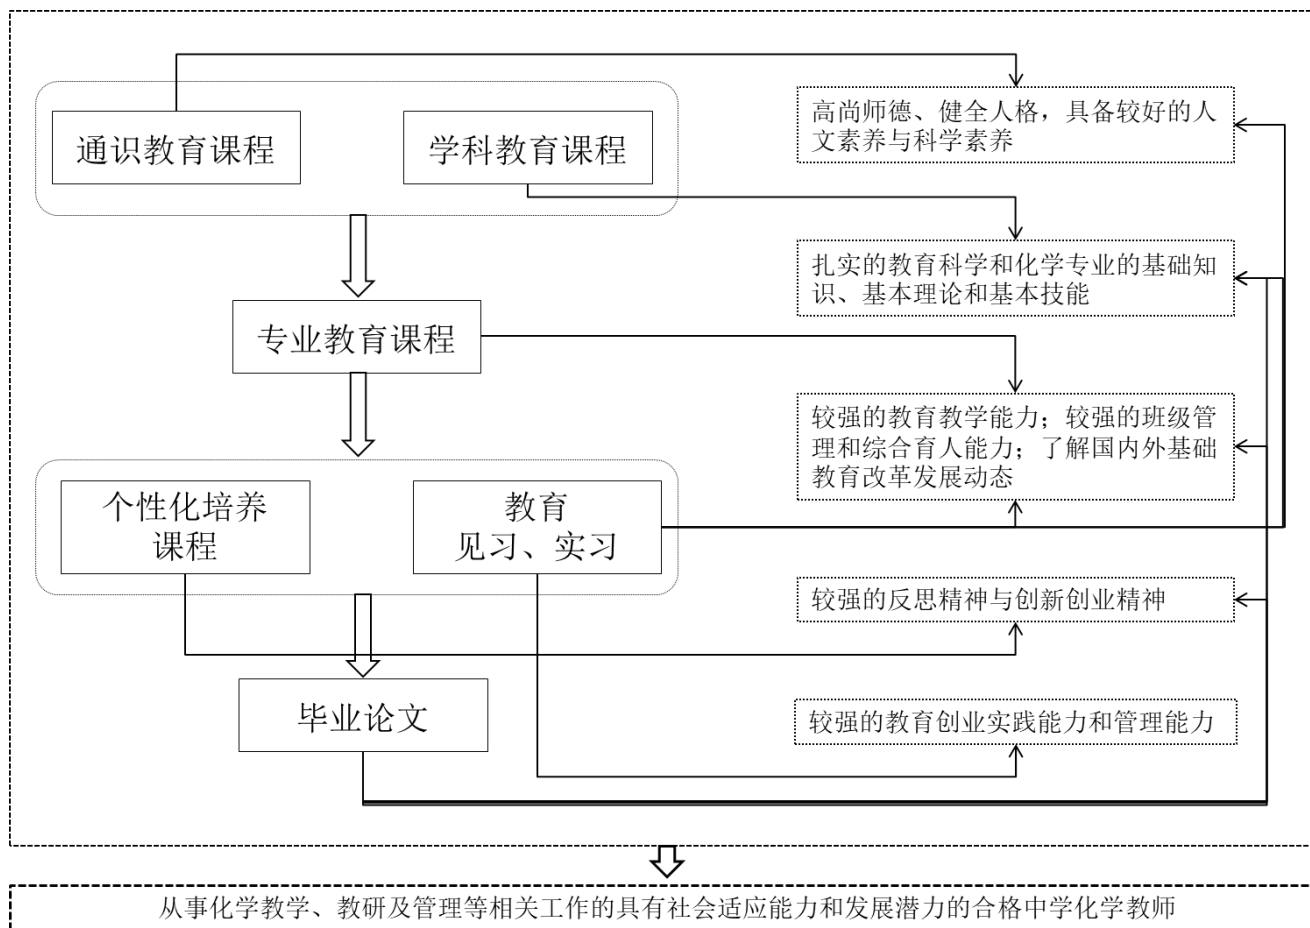 通识教育课程
学科教育课程
高尚师德、健全人格，具备较好的人
文素养与科学素养
扎实的教育科学和化学专业的基础知
识、基本理论和基本技能
专业教育课程
较强的教育教学能力；较强的班级管
理和综合育人能力；了解国内外基础
教育改革发展动态
个性化培养
课程
教育
见习、实习
较强的反思精神与创新创业精神
毕业论文
较强的教育创业实践能力和管理能力
从事化学教学、教研及管理等相关工作的具有社会适应能力和发展潜力的合格中学化学教师